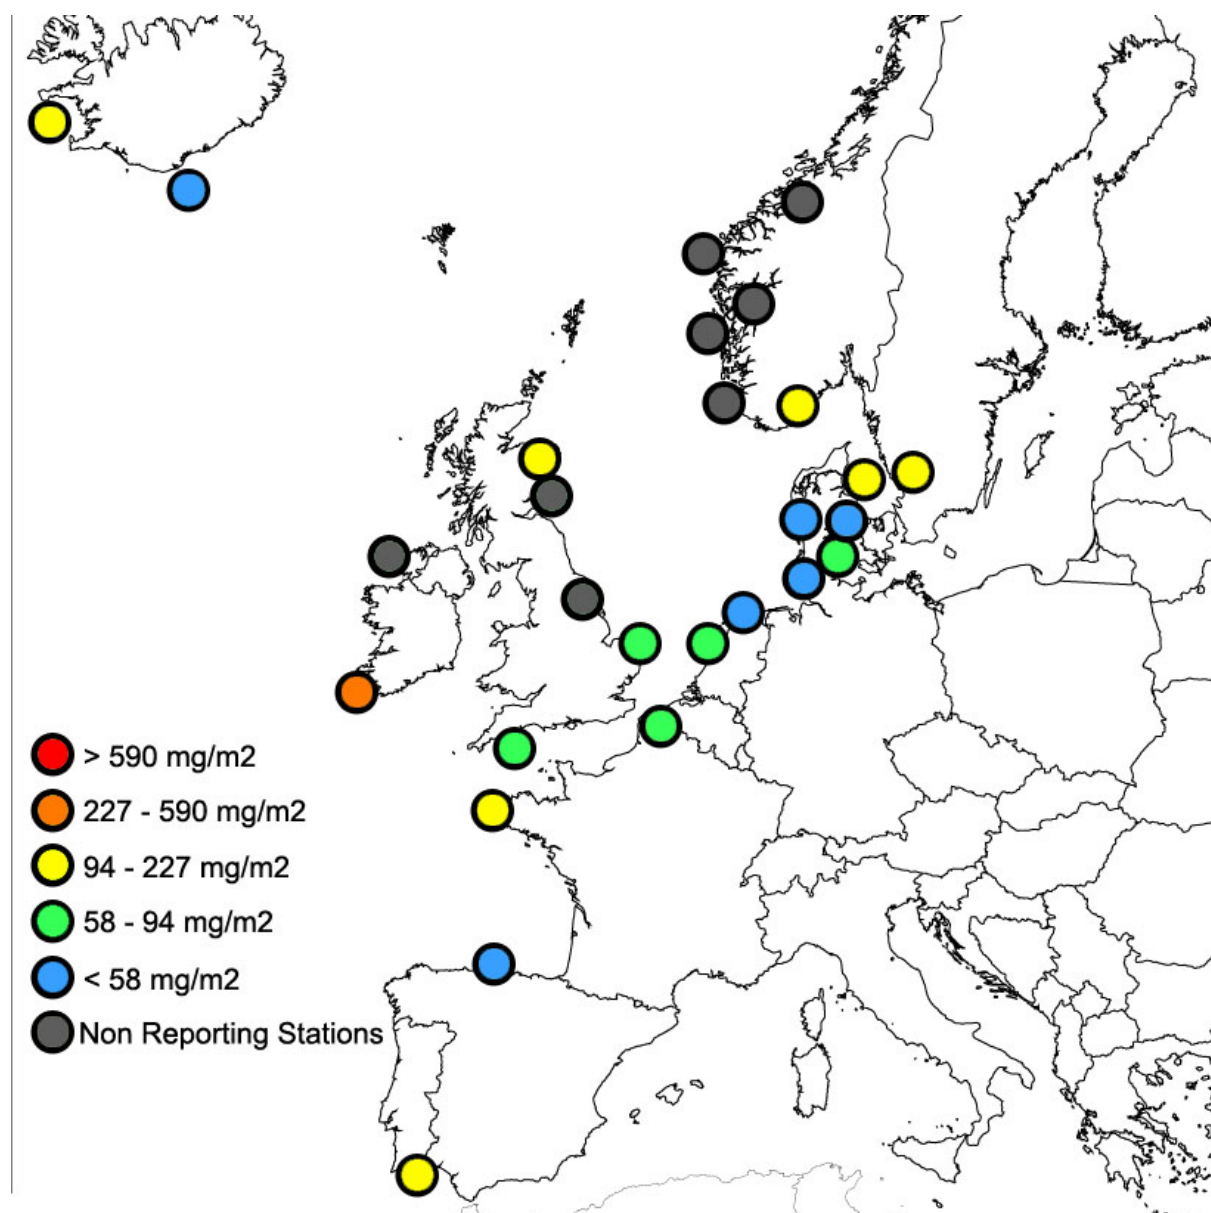 > 590 mg/m2
227 - 590 mg/m2
94 - 227 mg/m2
58 - 94 mg/m2
< 58 mg/m2
Non Reporting Stations